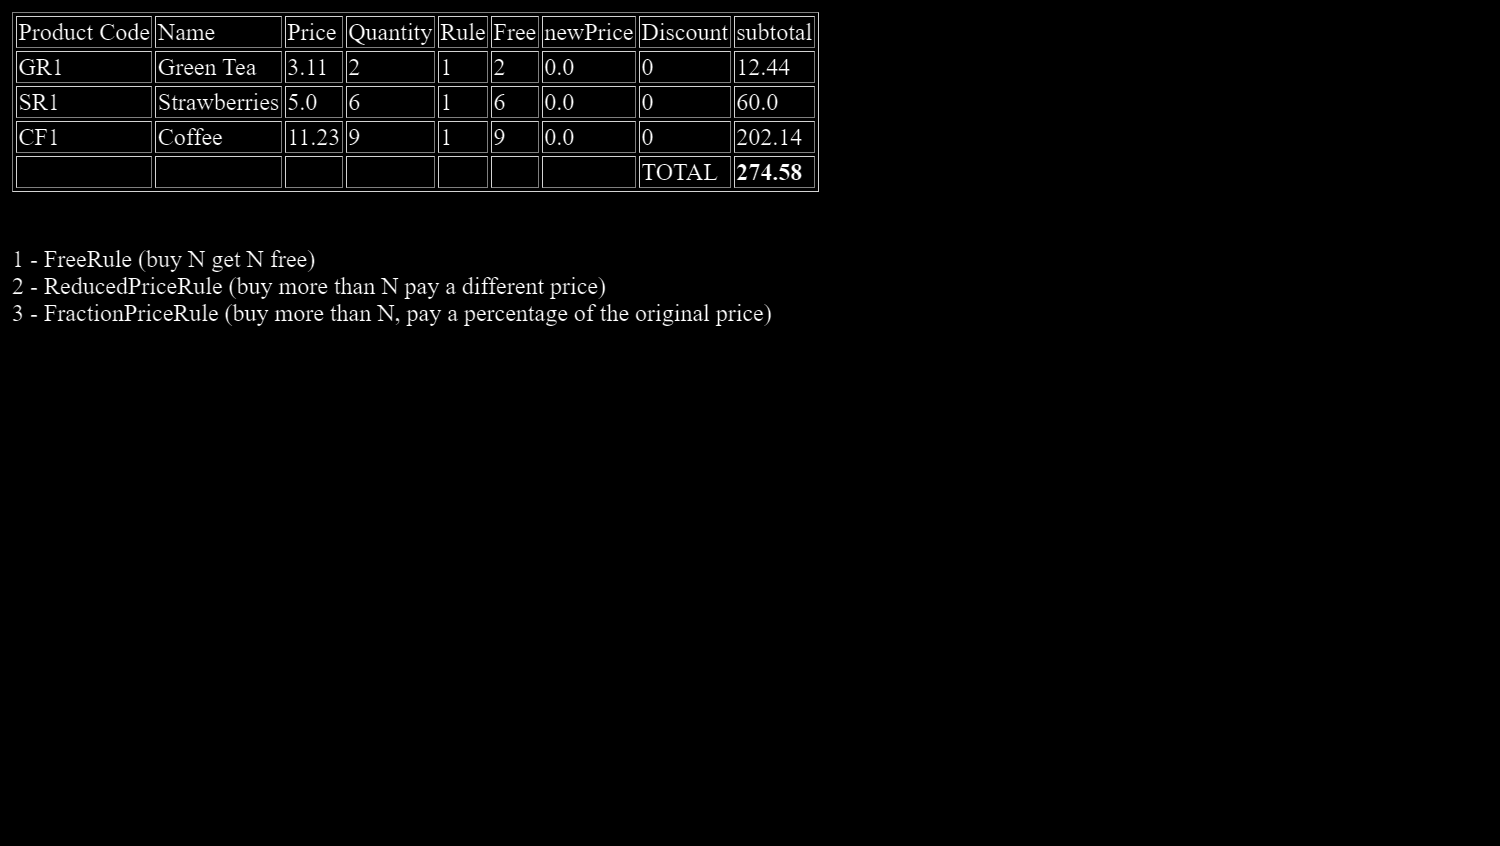 Product Code Name Price Quantity Rule Free newPrice Discount subtotal
GR1 Green Tea 3.11 2 1 2 0.0 0 12.44
SR1 Strawberries 5.0 6 1 6 0.0 0 60.0
CF1 Coffee 11.23 9 1 9 0.0 0 202.14
TOTAL 274.58
1 - FreeRule (buy N get N free)
2 - ReducedPriceRule (buy more than N pay a different price)
3 - FractionPriceRule (buy more than N, pay a percentage of the original price)